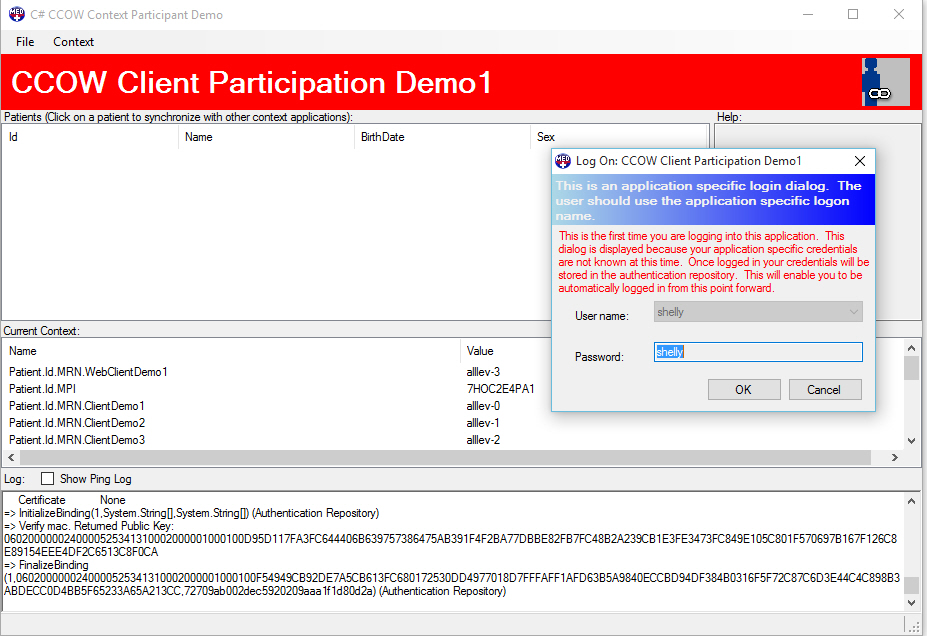 C# CCOW Context Participant Demo
File Context
CCOW Client Participation Demo1
Patients (Click on a patient to synchronize with other context applications):
Help:
Id Name BirthDate Sex
MED Log On: CCOW Client Participation Demo1
This is an application specific login dialog. The
user should use the application specific logon
name.
This is the first time you are logging into this application. This
dialog is displayed because your application specific credentials
are not known at this time. Once logged in your credentials will be
stored in the authentication repository. This will enable you to be
automatically logged in from this point forward.
User name: shelly
Password: shelly
OK Cancel
Current Context:
Name Value
Patient.Id.MRN.WebClientDemo1 alllev-3
Patient.Id.MPI 7HOC2E4PA1
Patient.Id.MRN.ClientDemo1 alllev-0
Patient.Id.MRN.ClientDemo2 alllev-1
Patient.Id.MRN.ClientDemo3 alllev-2
Log: Show Ping Log
Certificate None
=> InitializeBinding(1,System.String[],System.String[]) (Authentication Repository)
=> Verify mac. Returned Public Key:
0602000000240000525341310002000001000100D95D117FA3FC644406B639757386475AB391F4F2BA77DBBE82FB7FC48B2A239CB1E3FE3473FC849E105C801F570697B167F126C8
E89154EEE4DF2C6513C8F0CA
=> FinalizeBinding
(1,0602000000240000525341310002000001000100F54949CB92DE7A5CB613FC680172530DD4977018D7FFFAFF1AFD63B5A9840ECCBD94DF384B0316F5F72C87C6D3E44C4C898B3
ABDECC0D4BB5F65233A65A213CC,72709ab002dec5920209aaa1f1d80d2a) (Authentication Repository)